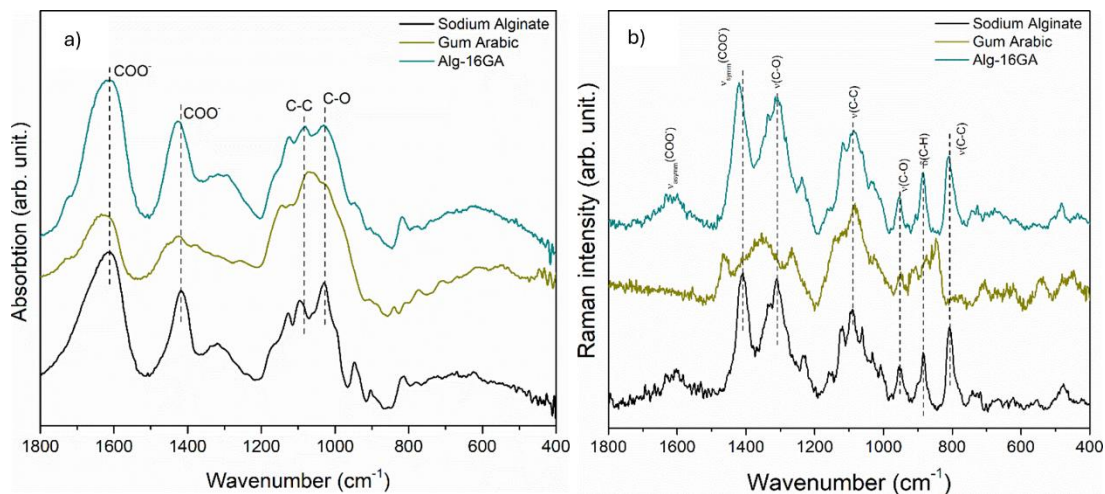 a)
Sodium Alginate
Gum Arabic
Alg-16GA
COO⁻
COO⁻
C-C
C-O
Absorbtion (arb. unit.)
1800 1600 1400 1200 1000 800 600 400
Wavenumber (cm⁻¹)
b)
Sodium Alginate
Gum Arabic
Alg-16GA
νasymm(COO⁻)
νsymm(COO⁻)
ν(C-O)
ν(C-C)
ν(C-O)
δ(C-H)
ν(C-C)
Raman intensity (arb. unit.)
1800 1600 1400 1200 1000 800 600 400
Wavenumber (cm⁻¹)